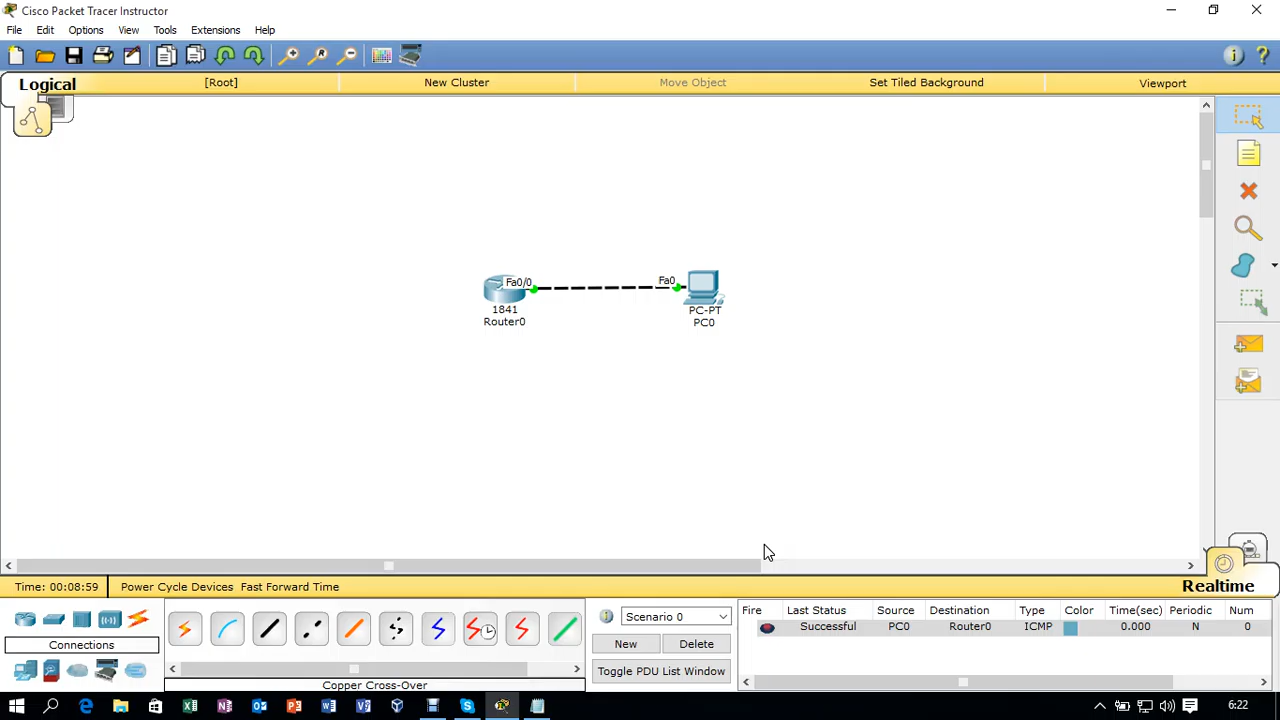 Cisco Packet Tracer Instructor
File Edit Options View Tools Extensions Help
Logical [Root] New Cluster Move Object Set Tiled Background Viewport
Fa0/0 Fa0
1841 PC-PT
Router0 PC0
Time: 00:08:59 Power Cycle Devices Fast Forward Time Realtime
Scenario 0 Fire Last Status Source Destination Type Color Time(sec) Periodic Num
Successful PC0 Router0 ICMP 0.000 N 0
Connections New Delete
Toggle PDU List Window
Copper Cross-Over
6:22